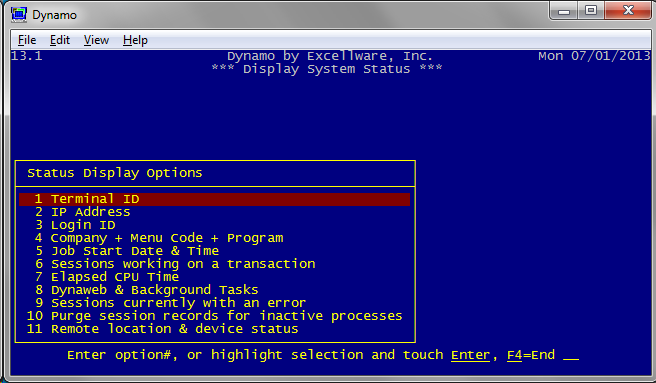 Dynamo
File Edit View Help
13.1 Dynamo by Excellware, Inc. Mon 07/01/2013
*** Display System Status ***
Status Display Options
1 Terminal ID
2 IP Address
3 Login ID
4 Company + Menu Code + Program
5 Job Start Date & Time
6 Sessions working on a transaction
7 Elapsed CPU Time
8 Dynaweb & Background Tasks
9 Sessions currently with an error
10 Purge session records for inactive processes
11 Remote location & device status
Enter option#, or highlight selection and touch Enter, F4=End __